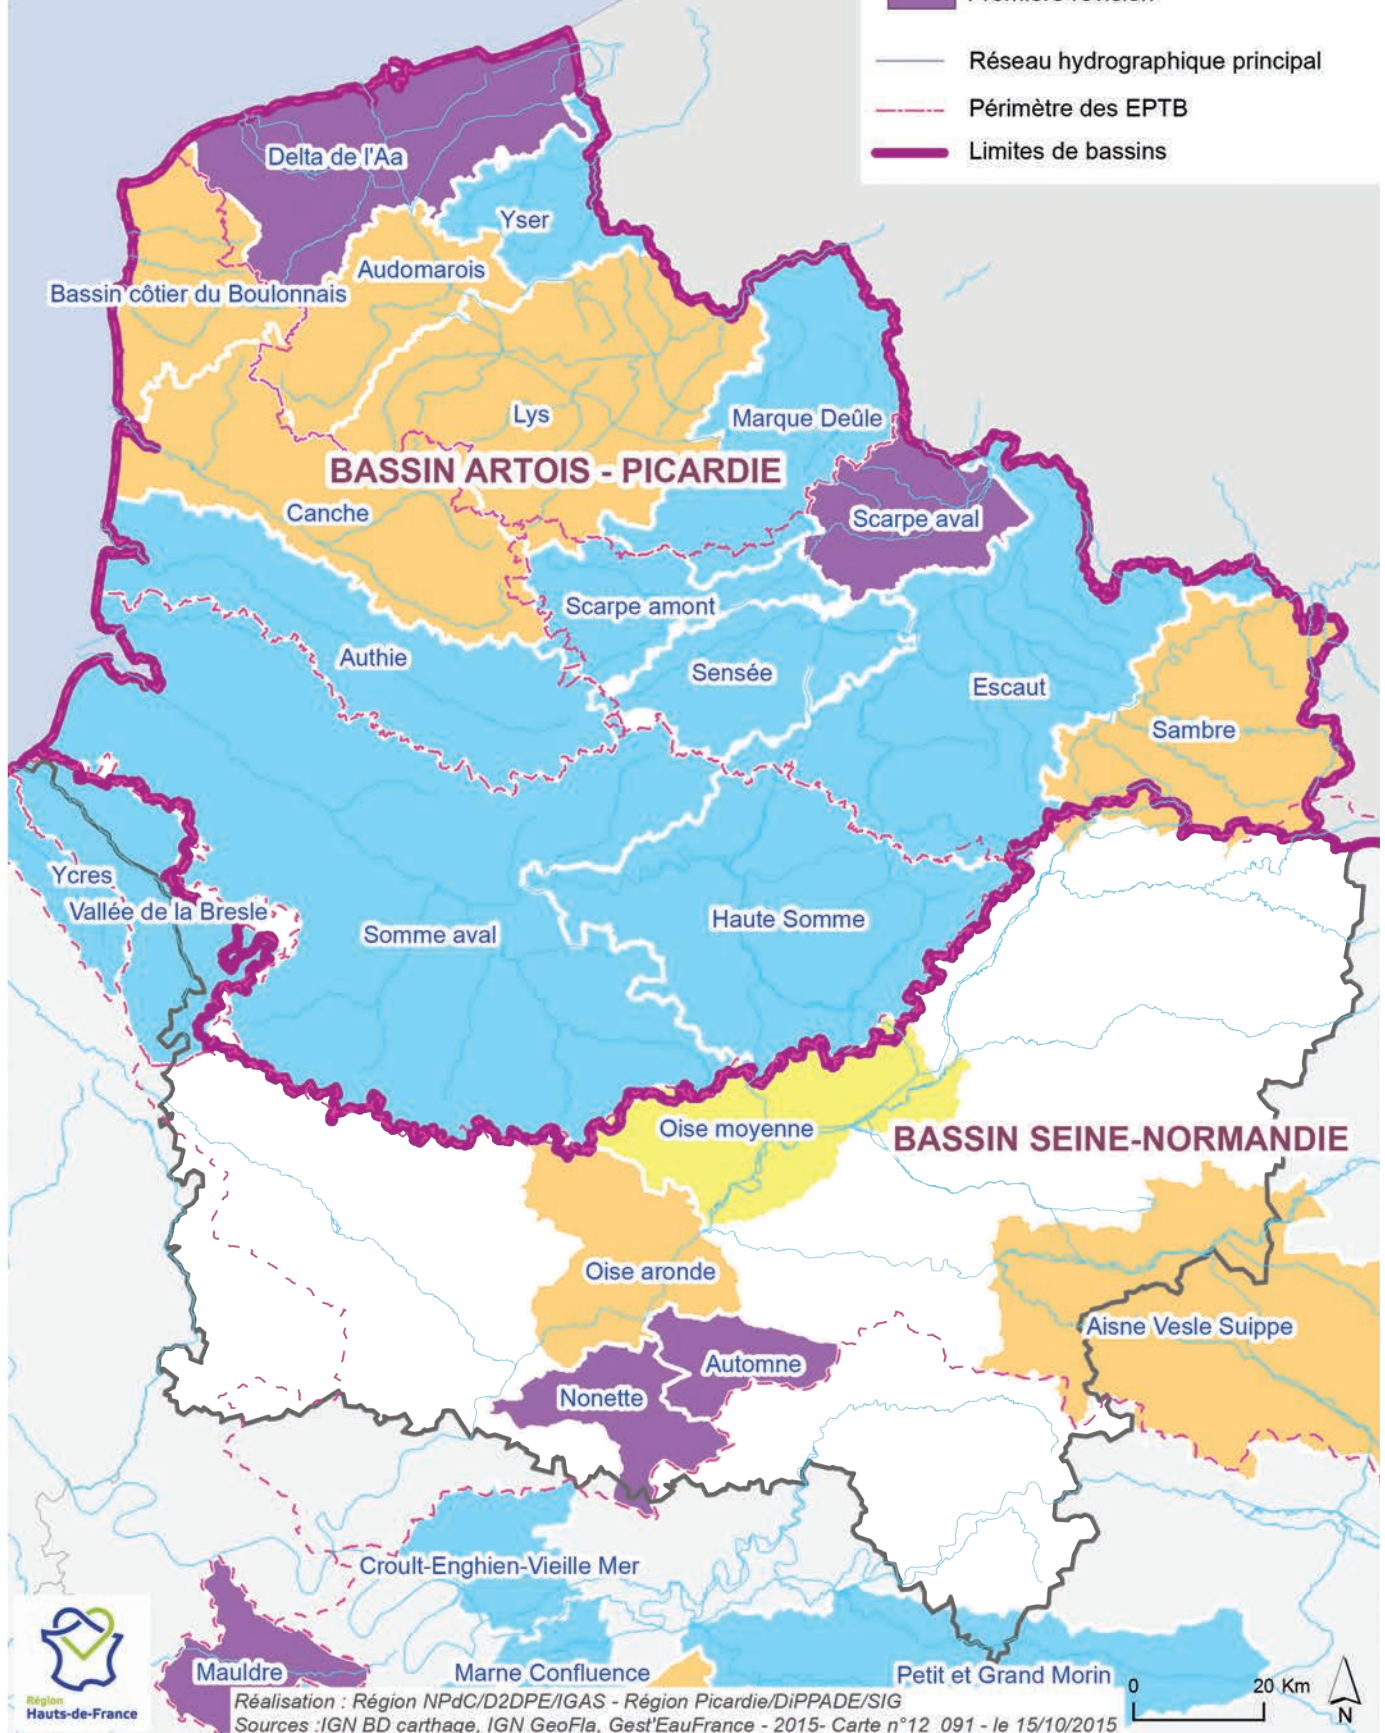 Première révision
Réseau hydrographique principal
Périmètre des EPTB
Limites de bassins
Delta de l'Aa
Yser
Audomarois
Bassin côtier du Boulonnais
Lys
Marque Deûle
BASSIN ARTOIS - PICARDIE
Canche
Scarpe aval
Scarpe amont
Authie
Sensée
Escaut
Sambre
Ycres
Vallée de la Bresle
Somme aval
Haute Somme
Oise moyenne
BASSIN SEINE-NORMANDIE
Oise aronde
Aisne Vesle Suippe
Automne
Nonette
Croult-Enghien-Vieille Mer
Mauldre
Marne Confluence
Petit et Grand Morin
0 20 Km
N
Région
Hauts-de-France
Réalisation : Région NPdC/D2DPE/IGAS - Région Picardie/DiPPADE/SIG
Sources :IGN BD carthage, IGN GeoFla, Gest'EauFrance - 2015- Carte n°12_091 - le 15/10/2015